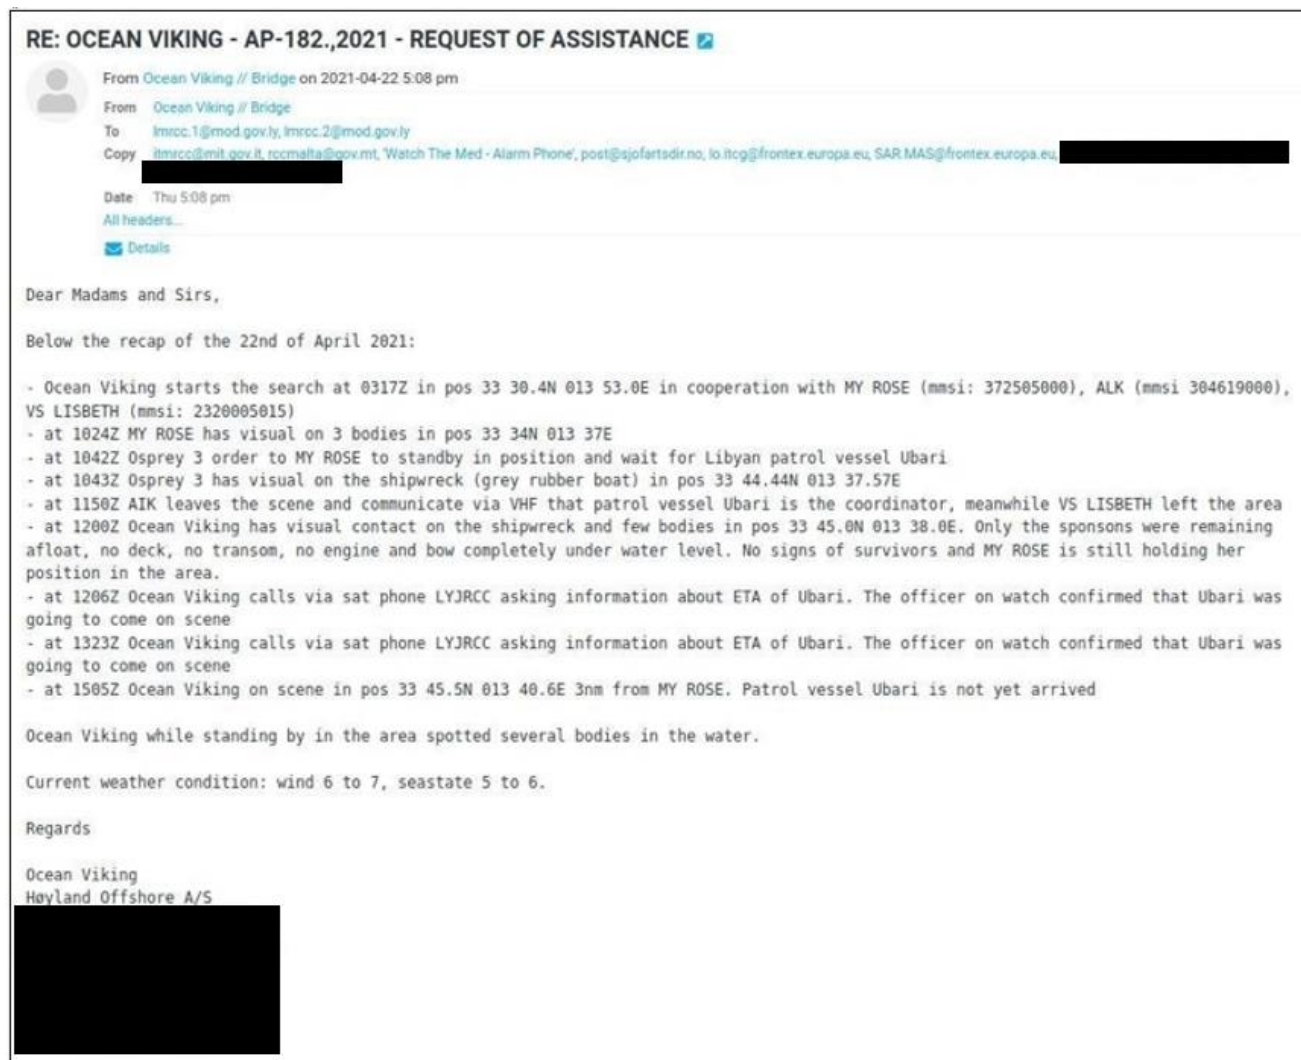 RE: OCEAN VIKING - AP-182.,2021 - REQUEST OF ASSISTANCE
From Ocean Viking // Bridge on 2021-04-22 5:08 pm
From Ocean Viking // Bridge
To lmrcc.1@mod.gov.ly, lmrcc.2@mod.gov.ly
Copy itmrcc@mit.gov.it, rccmalta@gov.mt, 'Watch The Med - Alarm Phone', post@sjofartsdir.no, lo.itcg@frontex.europa.eu, SAR.MAS@frontex.europa.eu,
Date Thu 5:08 pm
All headers...
Details
Dear Madams and Sirs,
Below the recap of the 22nd of April 2021:
- Ocean Viking starts the search at 0317Z in pos 33 30.4N 013 53.0E in cooperation with MY ROSE (mmsi: 372505000), ALK (mmsi 304619000),
VS LISBETH (mmsi: 2320005015)
- at 1024Z MY ROSE has visual on 3 bodies in pos 33 34N 013 37E
- at 1042Z Osprey 3 order to MY ROSE to standby in position and wait for Libyan patrol vessel Ubari
- at 1043Z Osprey 3 has visual on the shipwreck (grey rubber boat) in pos 33 44.44N 013 37.57E
- at 1150Z AIK leaves the scene and communicate via VHF that patrol vessel Ubari is the coordinator, meanwhile VS LISBETH left the area
- at 1200Z Ocean Viking has visual contact on the shipwreck and few bodies in pos 33 45.0N 013 38.0E. Only the sponsons were remaining
afloat, no deck, no transom, no engine and bow completely under water level. No signs of survivors and MY ROSE is still holding her
position in the area.
- at 1206Z Ocean Viking calls via sat phone LYJRCC asking information about ETA of Ubari. The officer on watch confirmed that Ubari was
going to come on scene
- at 1323Z Ocean Viking calls via sat phone LYJRCC asking information about ETA of Ubari. The officer on watch confirmed that Ubari was
going to come on scene
- at 1505Z Ocean Viking on scene in pos 33 45.5N 013 40.6E 3nm from MY ROSE. Patrol vessel Ubari is not yet arrived
Ocean Viking while standing by in the area spotted several bodies in the water.
Current weather condition: wind 6 to 7, seastate 5 to 6.
Regards
Ocean Viking
Høyland Offshore A/S